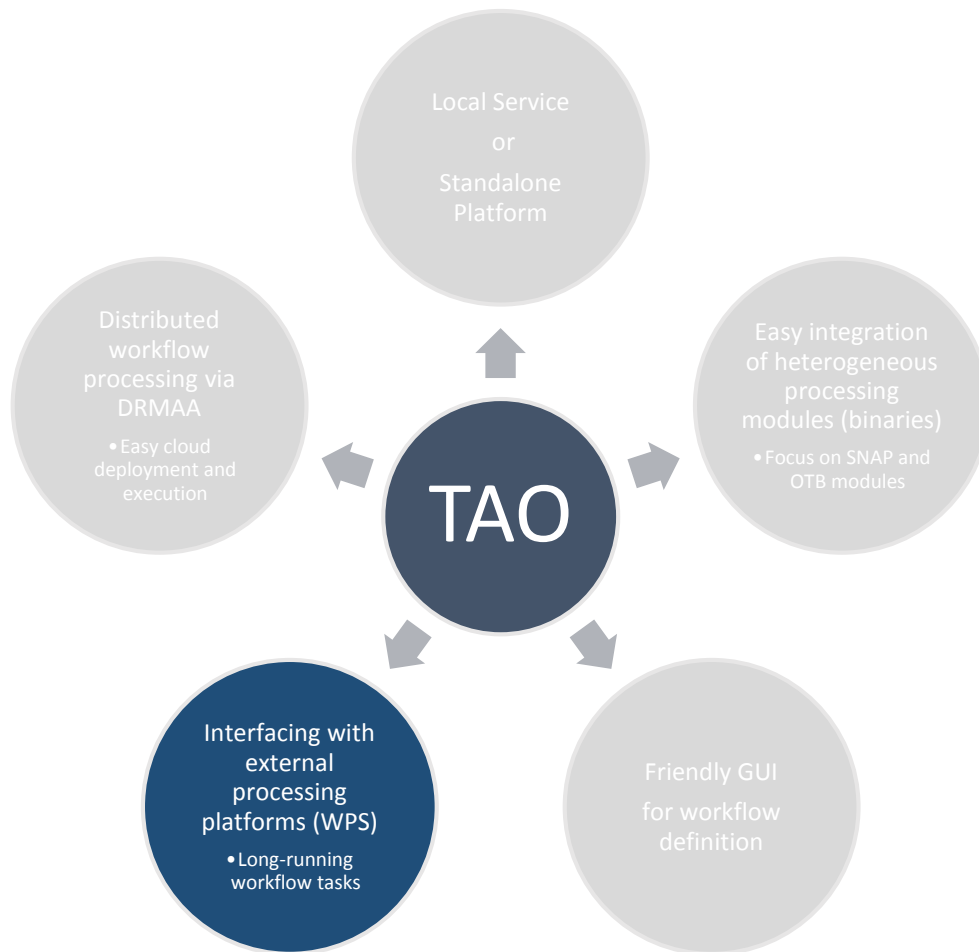 Local Service
or
Standalone
Platform
Distributed
workflow
processing via
DRMAA
•Easy cloud
deployment and
execution
Easy integration
of heterogeneous
processing
modules (binaries)
•Focus on SNAP and
OTB modules
TAO
Interfacing with
external
processing
platforms (WPS)
•Long-running
workflow tasks
Friendly GUI
for workflow
definition